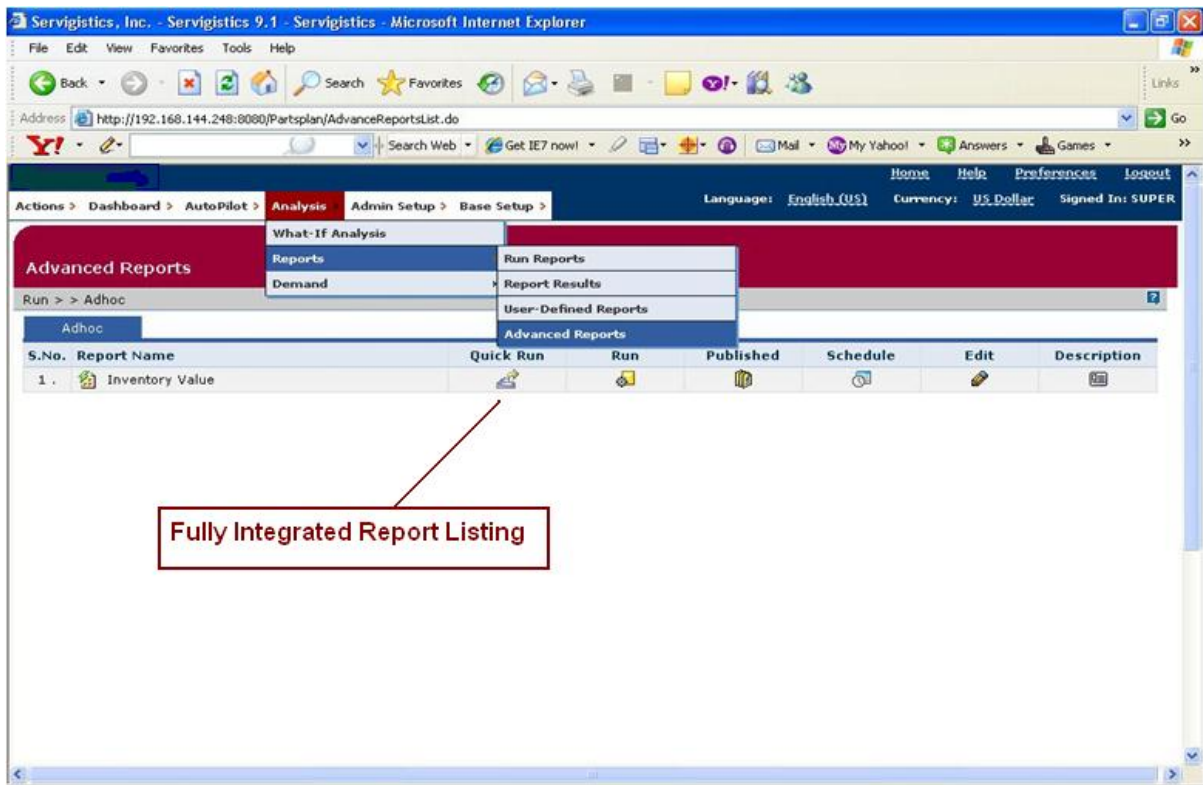 Servigistics, Inc. - Servigistics 9.1 - Servigistics - Microsoft Internet Explorer
File Edit View Favorites Tools Help
Back Search Favorites Links
Address http://192.168.144.248:8080/Partsplan/AdvanceReportsList.do Go
Y! Search Web Get IE7 now! Mail My Yahoo! Answers Games
Home Help Preferences Logout
Actions > Dashboard > AutoPilot > Analysis Admin Setup > Base Setup > Language: English (US) Currency: US Dollar Signed In: SUPER
What-If Analysis
Reports
Demand
Run Reports
Report Results
User-Defined Reports
Advanced Reports
Advanced Reports
Run > > Adhoc
Adhoc
S.No. Report Name Quick Run Run Published Schedule Edit Description
1 . Inventory Value
Fully Integrated Report Listing